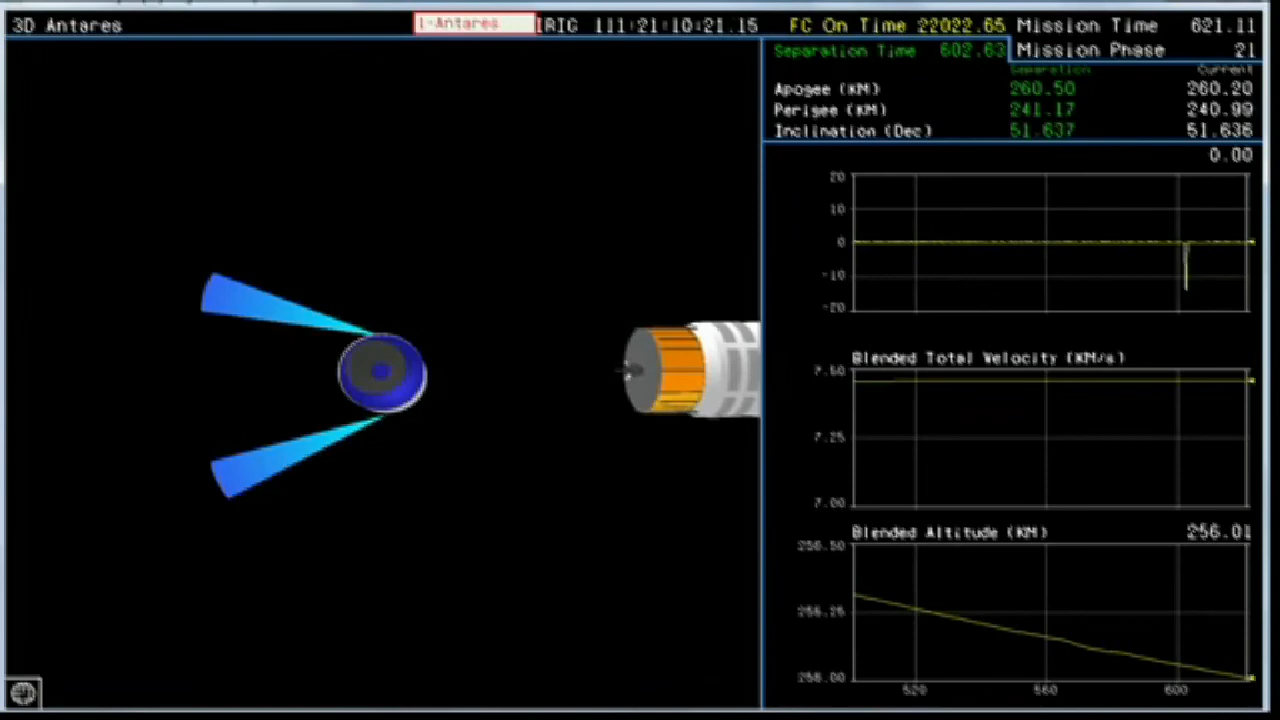 3D Antares
1-Antares
IRIG 111:21:10:21.15
FC On Time 22022.65
Mission Time 621.11
Separation Time 602.63
Mission Phase 21
Separation Current
Apogee (KM) 260.50 260.20
Perigee (KM) 241.17 240.99
Inclination (Deg) 51.637 51.636
0.00
20
10
0
-10
-20
Blended Total Velocity (KM/s)
7.50
7.25
7.00
Blended Altitude (KM) 256.01
256.50
256.25
256.00
520 560 600